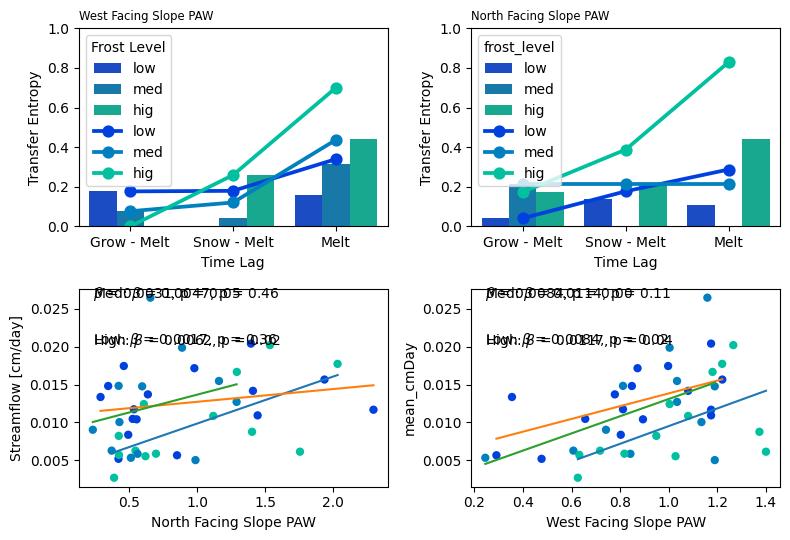 West Facing Slope PAW
North Facing Slope PAW
Transfer Entropy
1.0
0.8
0.6
0.4
0.2
0.0
Frost Level
low
med
hig
low
med
hig
Grow - Melt
Snow - Melt
Melt
Time Lag
Transfer Entropy
1.0
0.8
0.6
0.4
0.2
0.0
frost_level
low
med
hig
low
med
hig
Grow - Melt
Snow - Melt
Melt
Time Lag
Streamflow [cm/day]
0.025
0.020
0.015
0.010
0.005
0.5
1.0
1.5
2.0
North Facing Slope PAW
mean_cmDay
0.025
0.020
0.015
0.010
0.005
0.2
0.4
0.6
0.8
1.0
1.2
1.4
West Facing Slope PAW